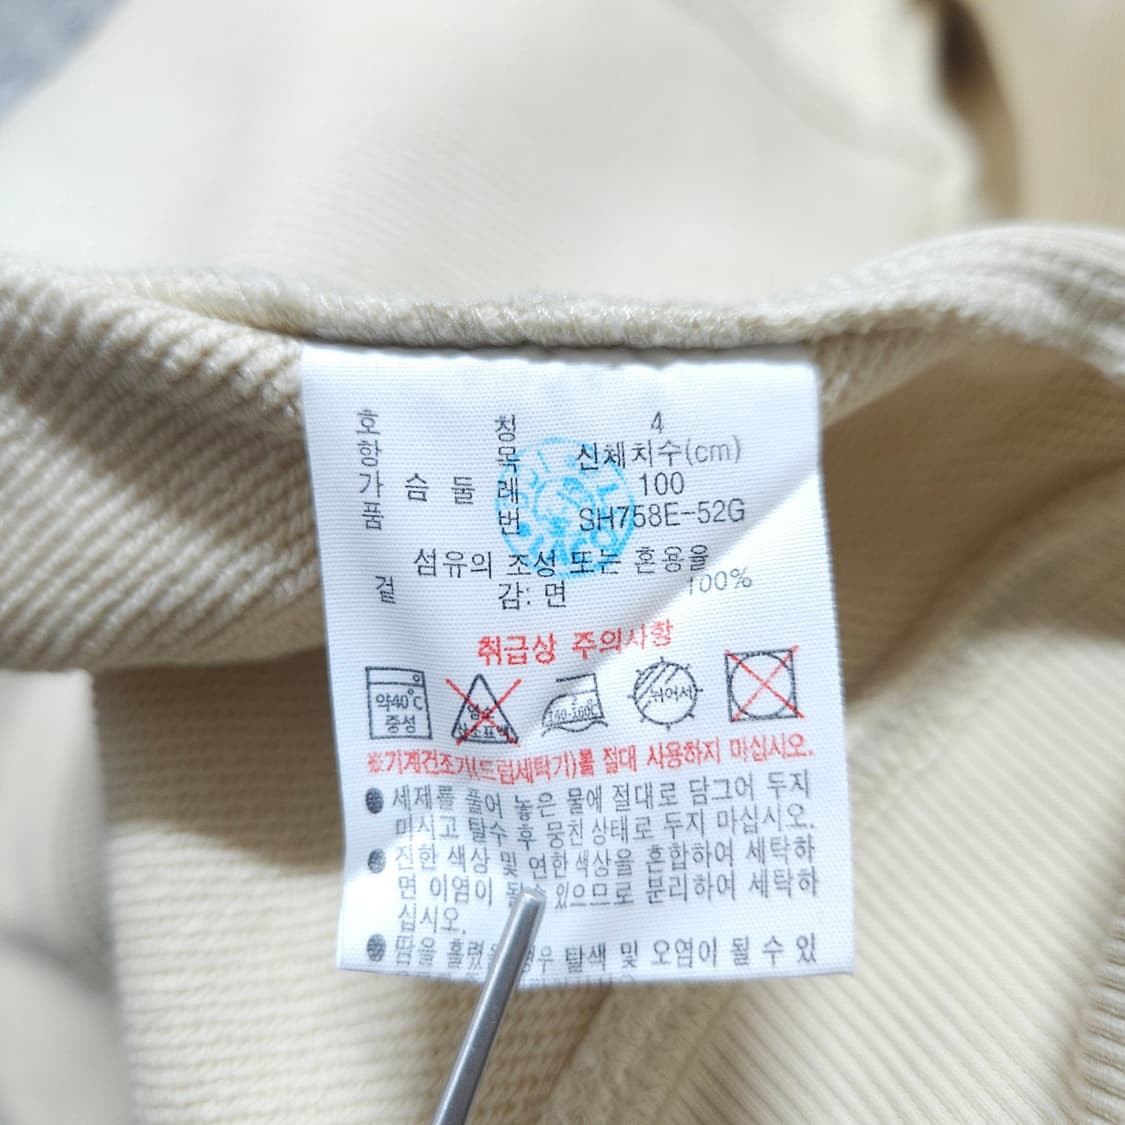 호 칭 4
항 목 신체치수(cm)
가 슴 둘 레 100
품 번 SH758E-52G
섬유의 조성 또는 혼용율
겉 감: 면 100%
취급상 주의사항
약40℃
중성
염소
산소표백
140-160℃
뉘어서
※기계건조기(드럼세탁기)를 절대 사용하지 마십시오.
● 세제를 풀어 놓은 물에 절대로 담그어 두지
마시고 탈수 후 뭉친 상태로 두지 마십시오.
● 진한 색상 및 연한 색상을 혼합하여 세탁하
면 이염이 될 수 있으므로 분리하여 세탁하
십시오.
● 땀을 흘렸을 경우 탈색 및 오염이 될 수 있